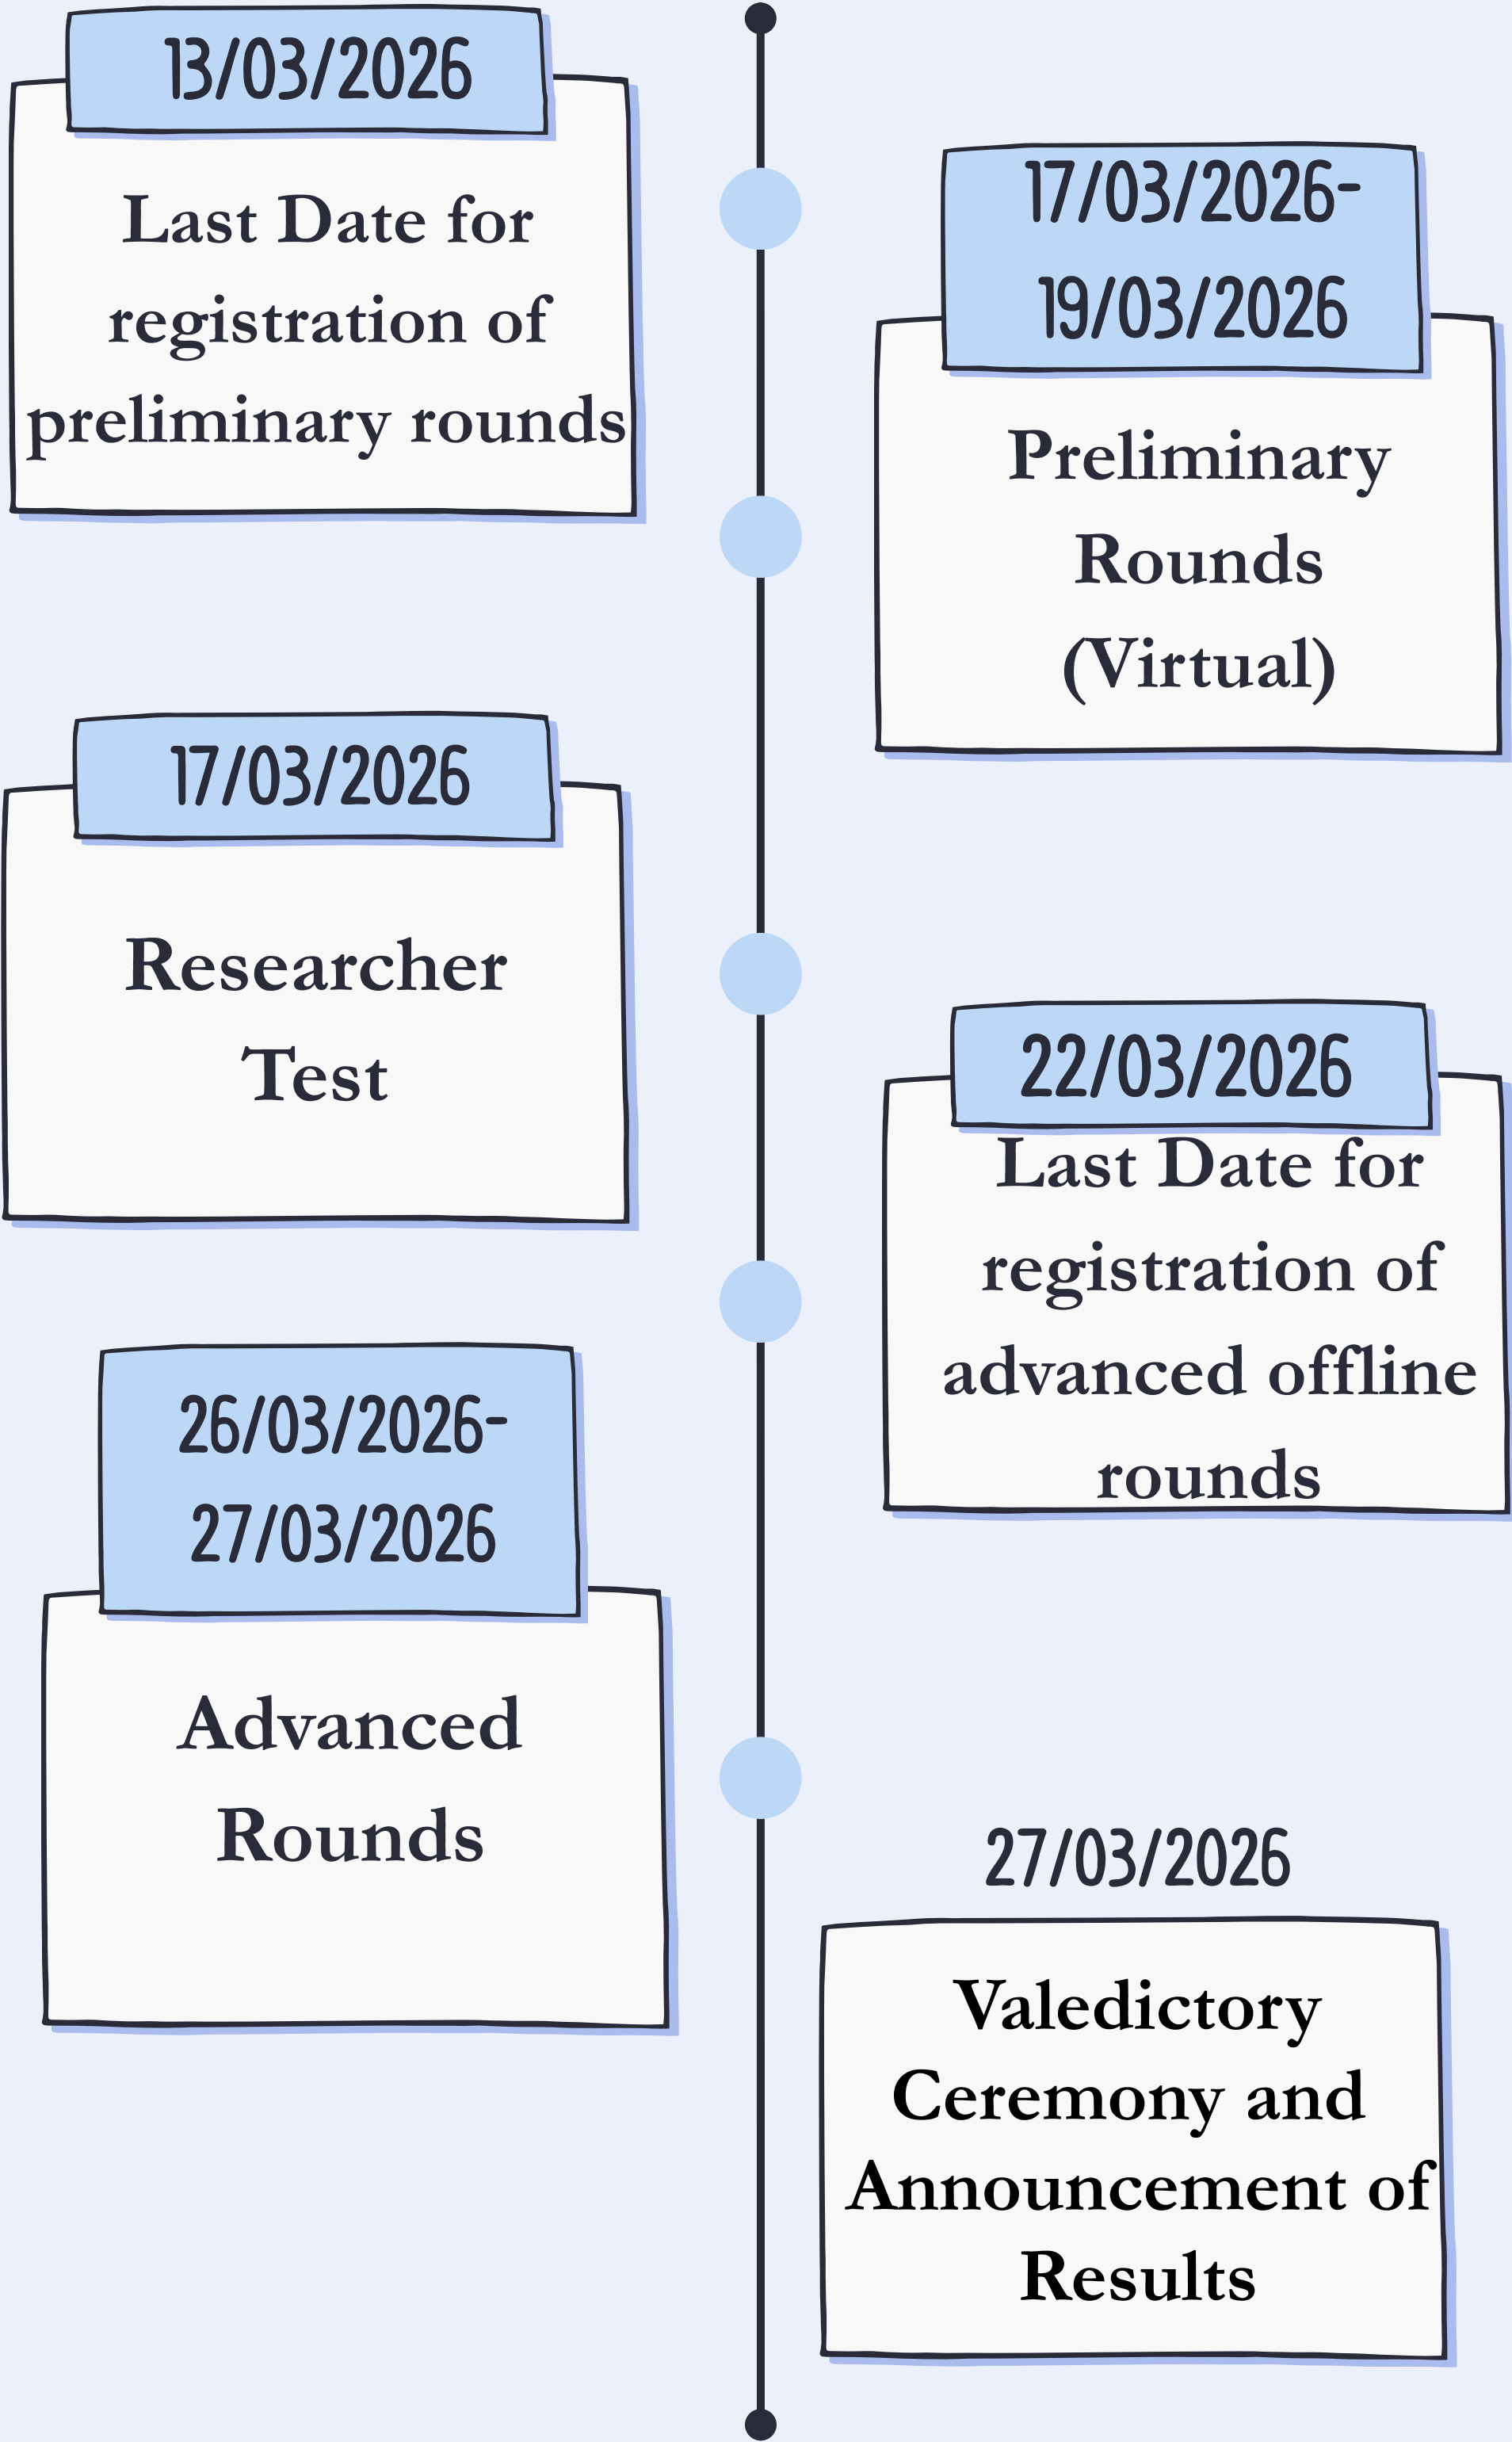 13/03/2026
Last Date for
registration of
preliminary rounds
17/03/2026-
19/03/2026
Preliminary
Rounds
(Virtual)
17/03/2026
Researcher
Test
22/03/2026
Last Date for
registration of
advanced offline
rounds
26/03/2026-
27/03/2026
Advanced
Rounds
27/03/2026
Valedictory
Ceremony and
Announcement of
Results